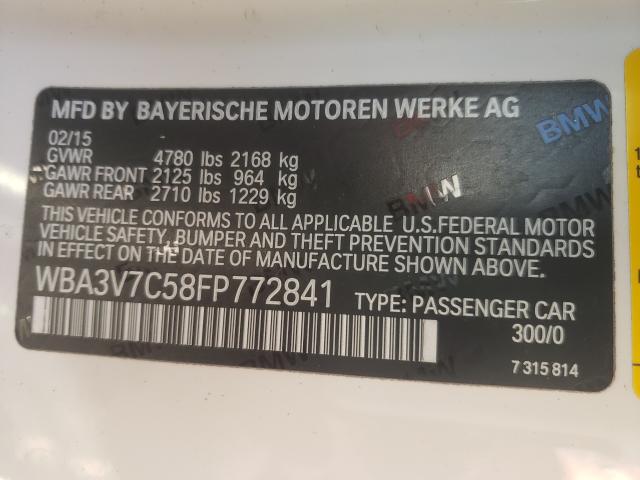 MFD BY BAYERISCHE MOTOREN WERKE AG
02/15
GVWR 4780 lbs 2168 kg
GAWR FRONT 2125 lbs 964 kg
GAWR REAR 2710 lbs 1229 kg
THIS VEHICLE CONFORMS TO ALL APPLICABLE U.S.FEDERAL MOTOR
VEHICLE SAFETY, BUMPER AND THEFT PREVENTION STANDARDS
IN EFFECT ON THE DATE OF MANUFACTURE SHOWN ABOVE.
WBA3V7C58FP772841 TYPE: PASSENGER CAR
300/0
7 315 814
BMW
BMW
BMW